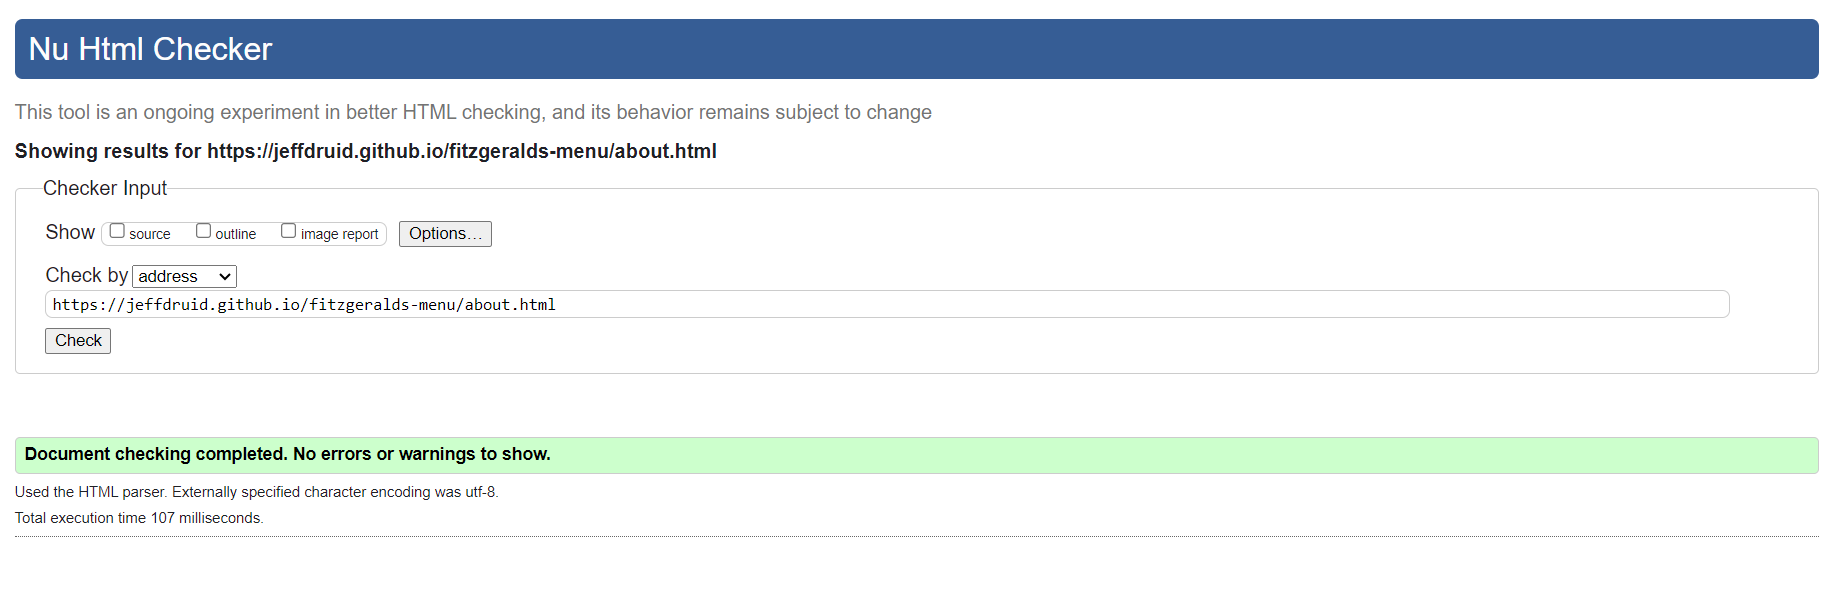 Nu Html Checker
This tool is an ongoing experiment in better HTML checking, and its behavior remains subject to change
Showing results for https://jeffdruid.github.io/fitzgeralds-menu/about.html
Checker Input
Show source outline image report Options...
Check by address
https://jeffdruid.github.io/fitzgeralds-menu/about.html
Check
Document checking completed. No errors or warnings to show.
Used the HTML parser. Externally specified character encoding was utf-8.
Total execution time 107 milliseconds.